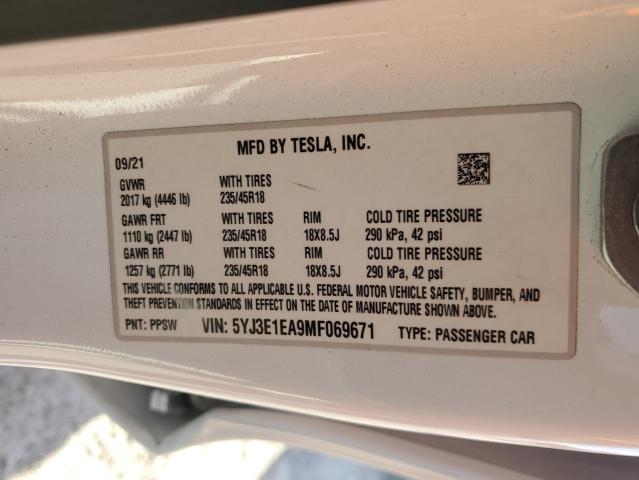 MFD BY TESLA, INC.
09/21
GVWR WITH TIRES
2017 kg (4446 lb) 235/45R18
GAWR FRT WITH TIRES RIM COLD TIRE PRESSURE
1110 kg (2447 lb) 235/45R18 18X8.5J 290 kPa, 42 psi
GAWR RR WITH TIRES RIM COLD TIRE PRESSURE
1257 kg (2771 lb) 235/45R18 18X8.5J 290 kPa, 42 psi
THIS VEHICLE CONFORMS TO ALL APPLICABLE U.S. FEDERAL MOTOR VEHICLE SAFETY, BUMPER, AND
THEFT PREVENTION STANDARDS IN EFFECT ON THE DATE OF MANUFACTURE SHOWN ABOVE.
PNT: PPSW VIN: 5YJ3E1EA9MF069671 TYPE: PASSENGER CAR